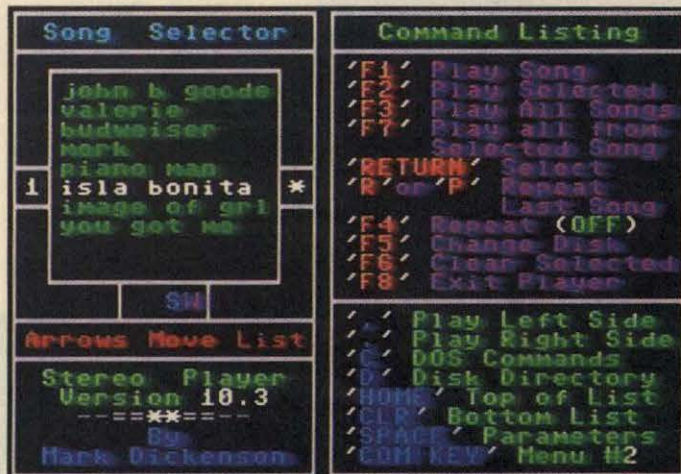 Song Selector
john b goode
valerie
budweiser
mork
piano man
i isla bonita *
image of grl
you got me
Arrows Move List
Stereo Player
Version 10.3
--==**==--
By
Mark Dickenson
Command Listing
'F1' Play Song
'F2' Play Selected
'F3' Play All Songs
'F7' Play all from
Selected Song
'RETURN' Select
'R' or 'P' Repeat
Last Song
'F4' Repeat (OFF)
'F5' Change Disk
'F6' Clear Selected
'F8' Exit Player
Play Left Side
Play Right Side
'C' DOS Commands
'D' Disk Directory
'HOME' Top of List
'CLR' Bottom List
'SPACE' Parameters
'COM KEY' Menu #2